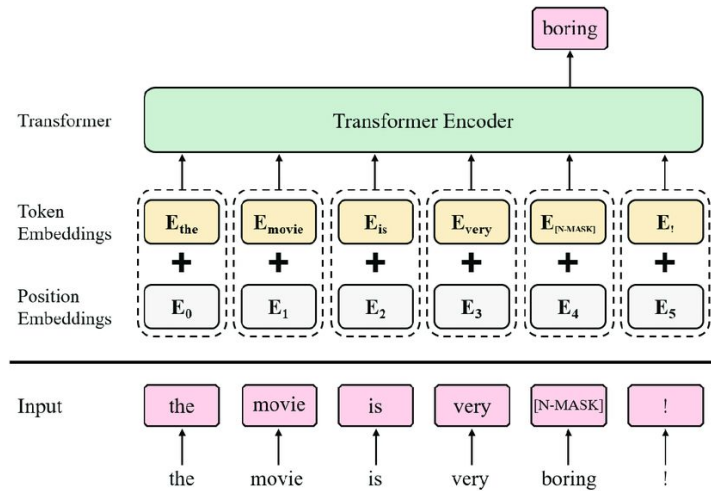 boring
Transformer
Transformer Encoder
Token
Embeddings
E_the E_movie E_is E_very E_[N-MASK] E_!
+ + + + + +
Position
Embeddings
E_0 E_1 E_2 E_3 E_4 E_5
Input
the movie is very [N-MASK] !
the movie is very boring !